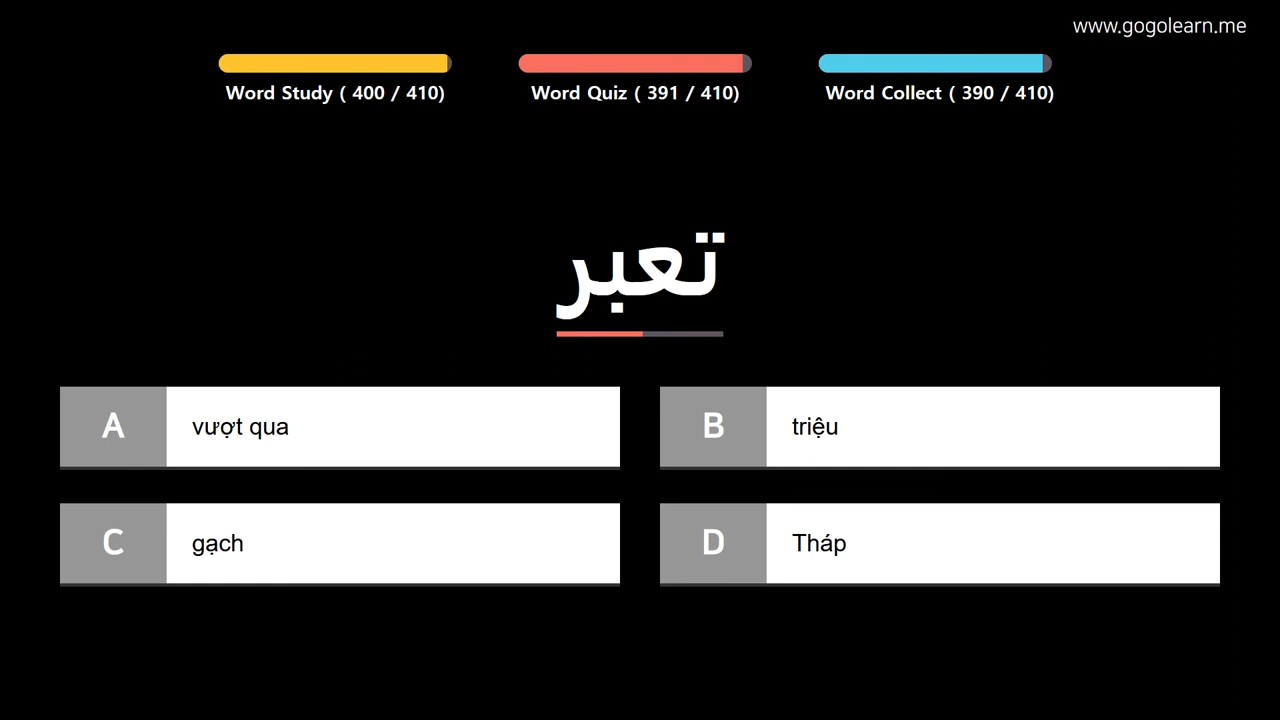 www.gogolearn.me
Word Study ( 400 / 410)
Word Quiz ( 391 / 410)
Word Collect ( 390 / 410)
تعبر
A vượt qua
B triệu
C gạch
D Tháp